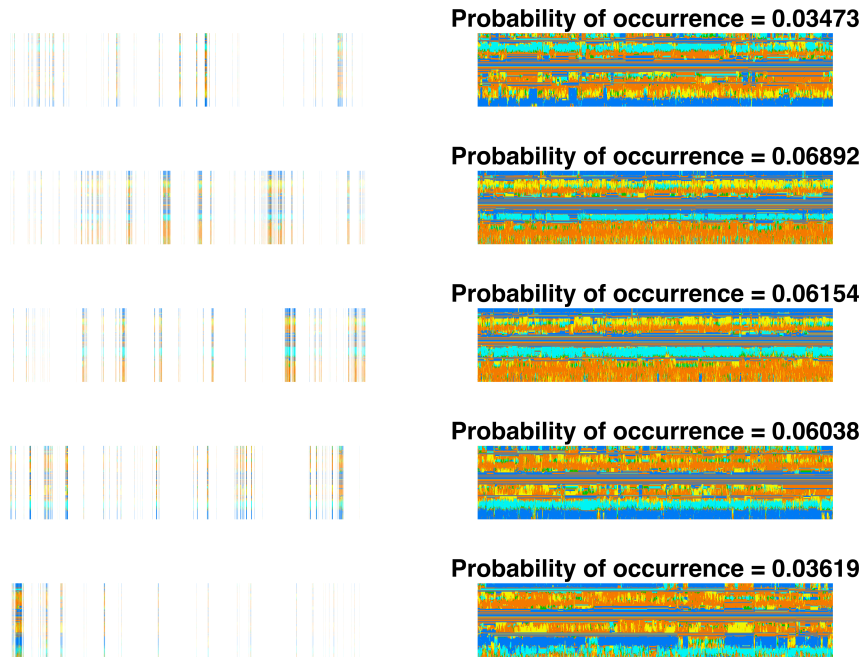 Probability of occurrence = 0.03473
Probability of occurrence = 0.06892
Probability of occurrence = 0.06154
Probability of occurrence = 0.06038
Probability of occurrence = 0.03619